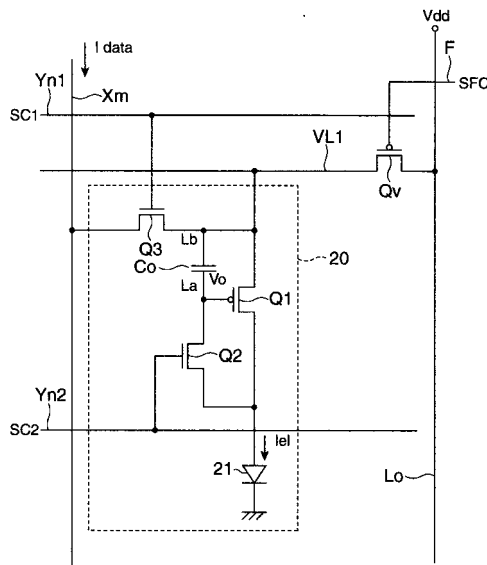 Vdd
I data
F
Yn1
Xm
SFC
SC1
VL1
Qv
Lb
Q3
20
Co
Vo
La
Q1
Q2
Yn2
SC2
Iel
21
Lo